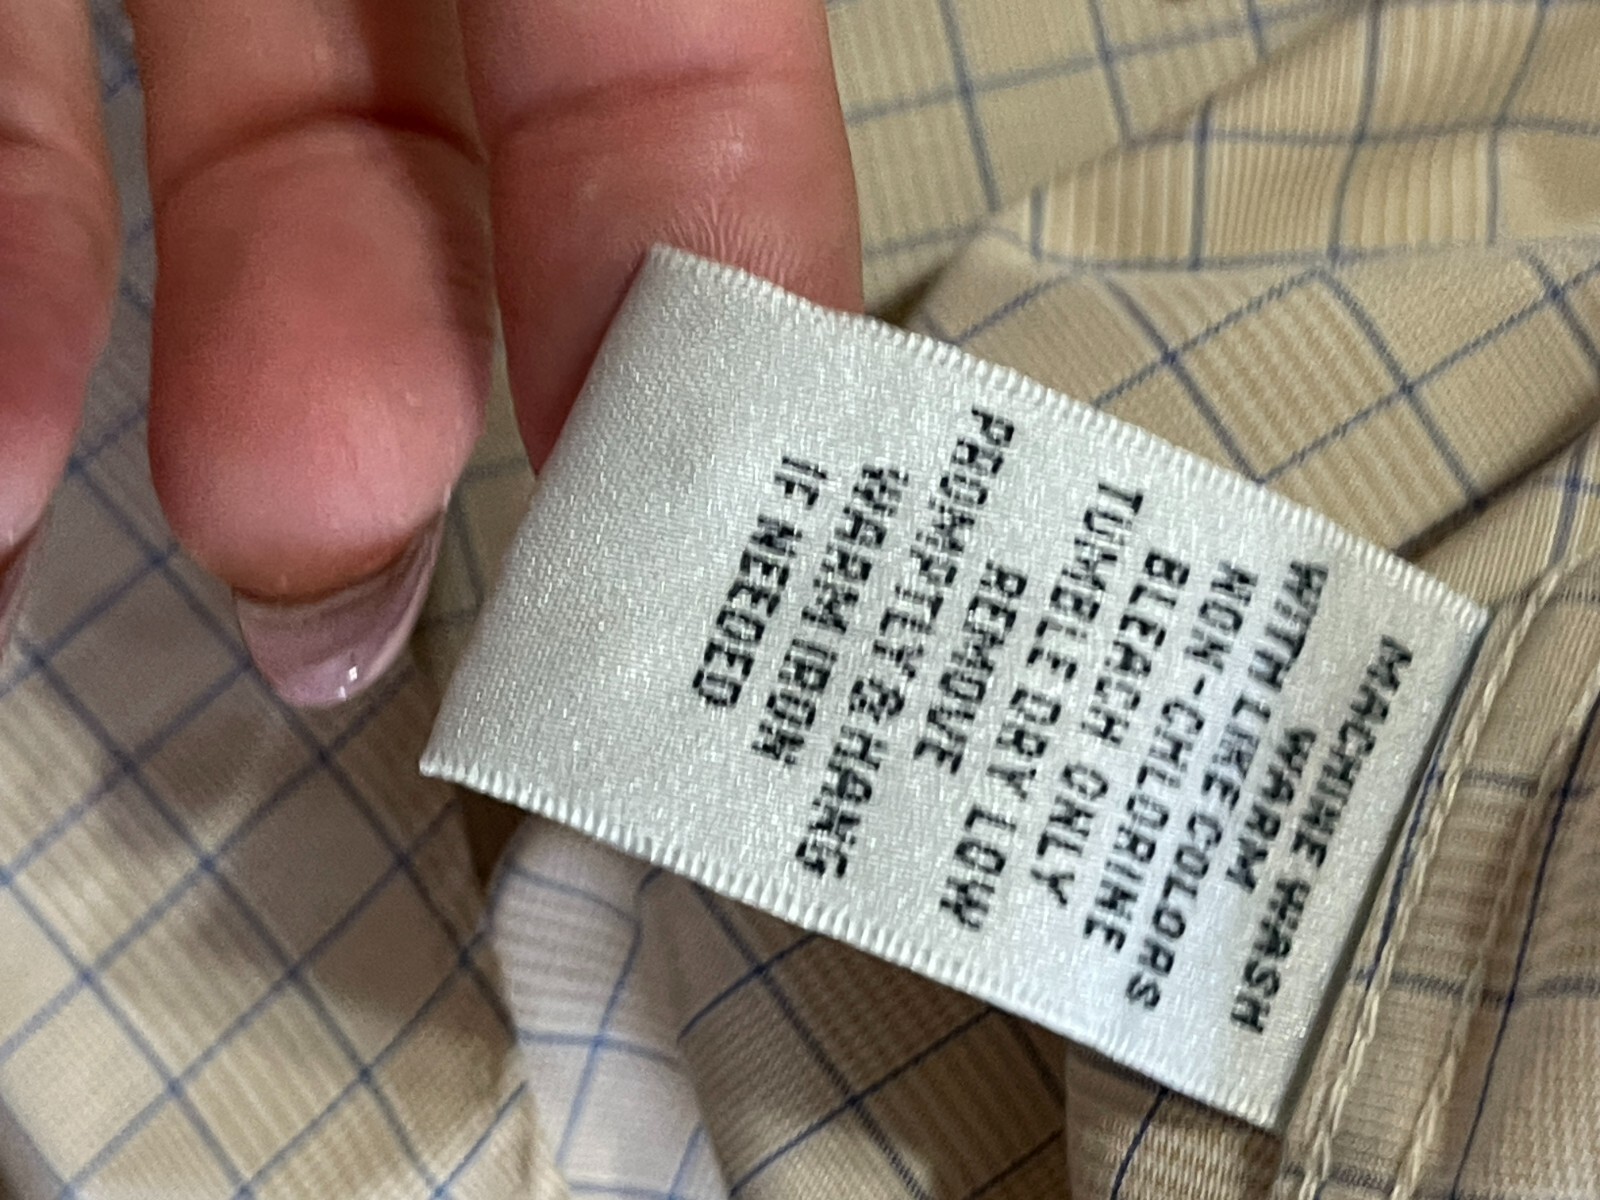 MACHINE WASH
WARM
WITH LIKE COLORS
NON-CHLORINE
BLEACH ONLY
TUMBLE DRY LOW
REMOVE
PROMPTLY & HANG
WARM IRON
IF NEEDED